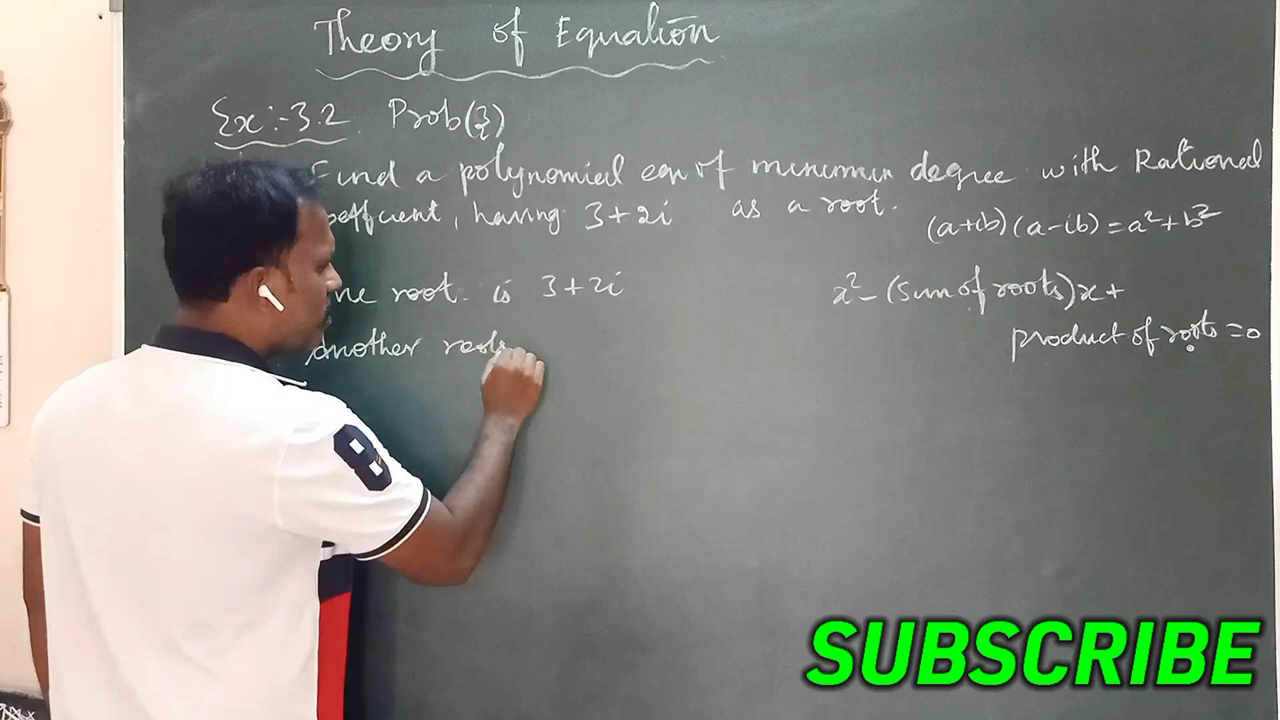 Theory of Equation
Ex:-3.2 Prob(3)
Find a polynomial eqn of minimum degree with Rational
coefficient, having 3+2i as a root.
(a+ib)(a-ib)=a²+b²
one root is 3+2i
x²-(Sum of roots)x+
product of roots =0
Another roots
SUBSCRIBE